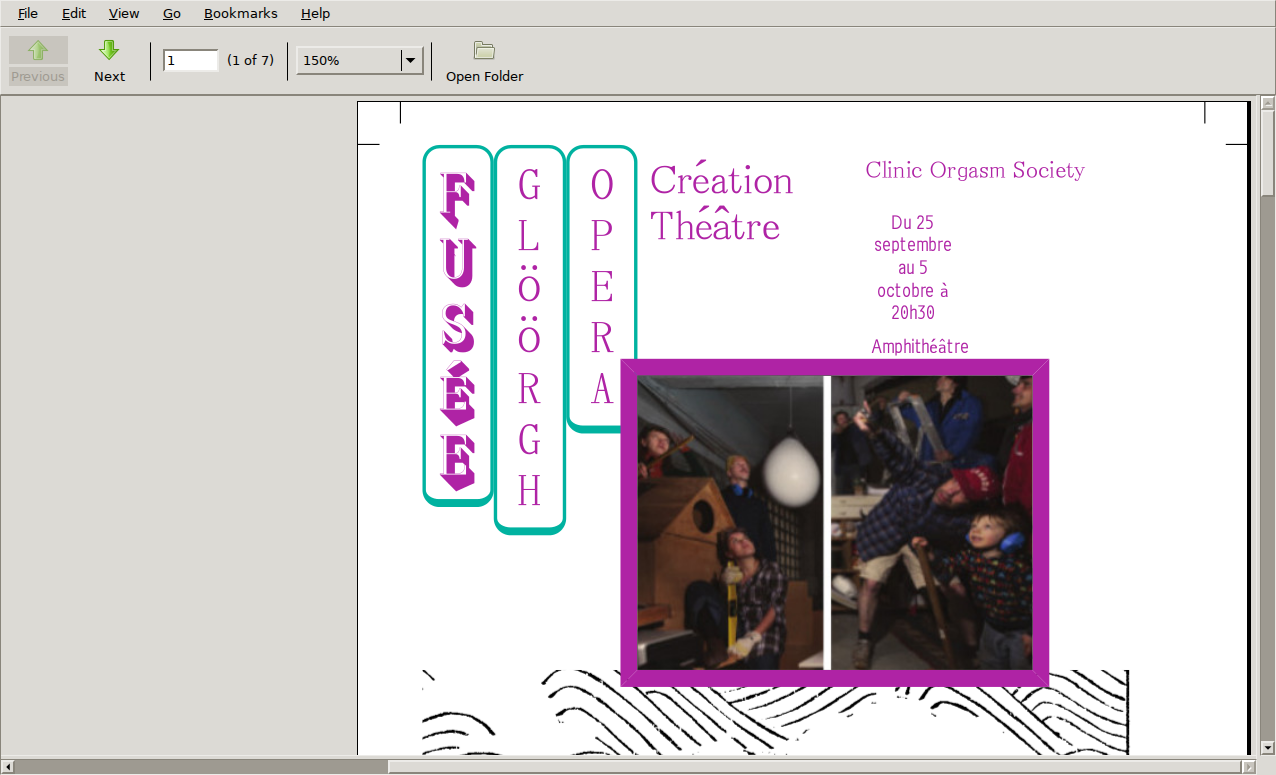 File Edit View Go Bookmarks Help
Previous Next 1 (1 of 7) 150% Open Folder
FUSÉE
GLÖÖRGH
OPERA
Création
Théâtre
Clinic Orgasm Society
Du 25
septembre
au 5
octobre à
20h30
Amphithéâtre